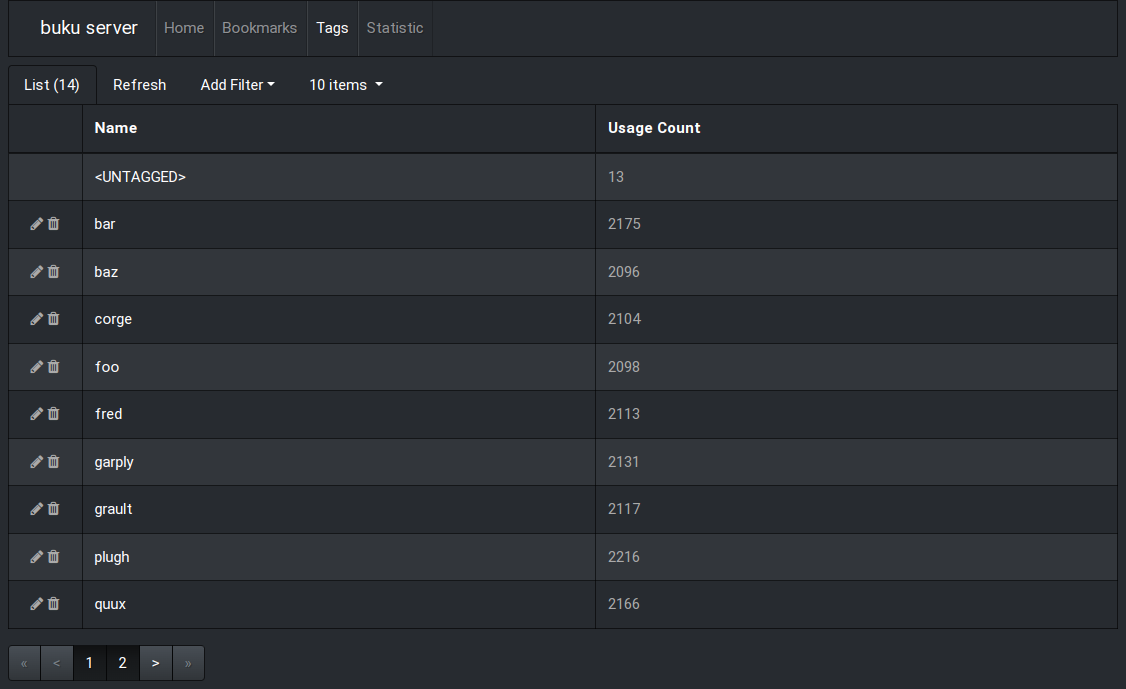 buku server Home Bookmarks Tags Statistic
List (14) Refresh Add Filter 10 items
Name Usage Count
<UNTAGGED> 13
bar 2175
baz 2096
corge 2104
foo 2098
fred 2113
garply 2131
grault 2117
plugh 2216
quux 2166
« < 1 2 > »